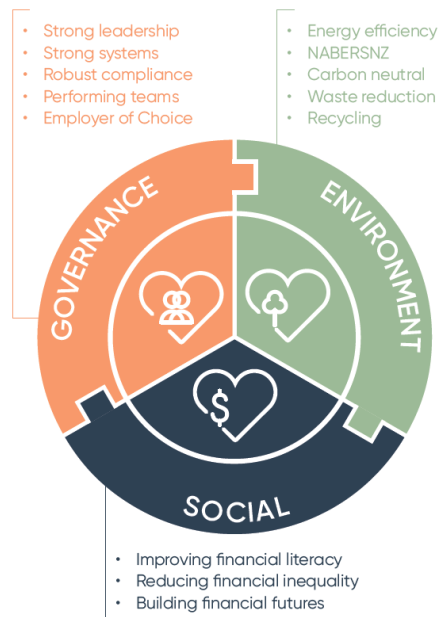 • Strong leadership
• Strong systems
• Robust compliance
• Performing teams
• Employer of Choice
• Energy efficiency
• NABERSNZ
• Carbon neutral
• Waste reduction
• Recycling
GOVERNANCE
ENVIRONMENT
$
SOCIAL
• Improving financial literacy
• Reducing financial inequality
• Building financial futures